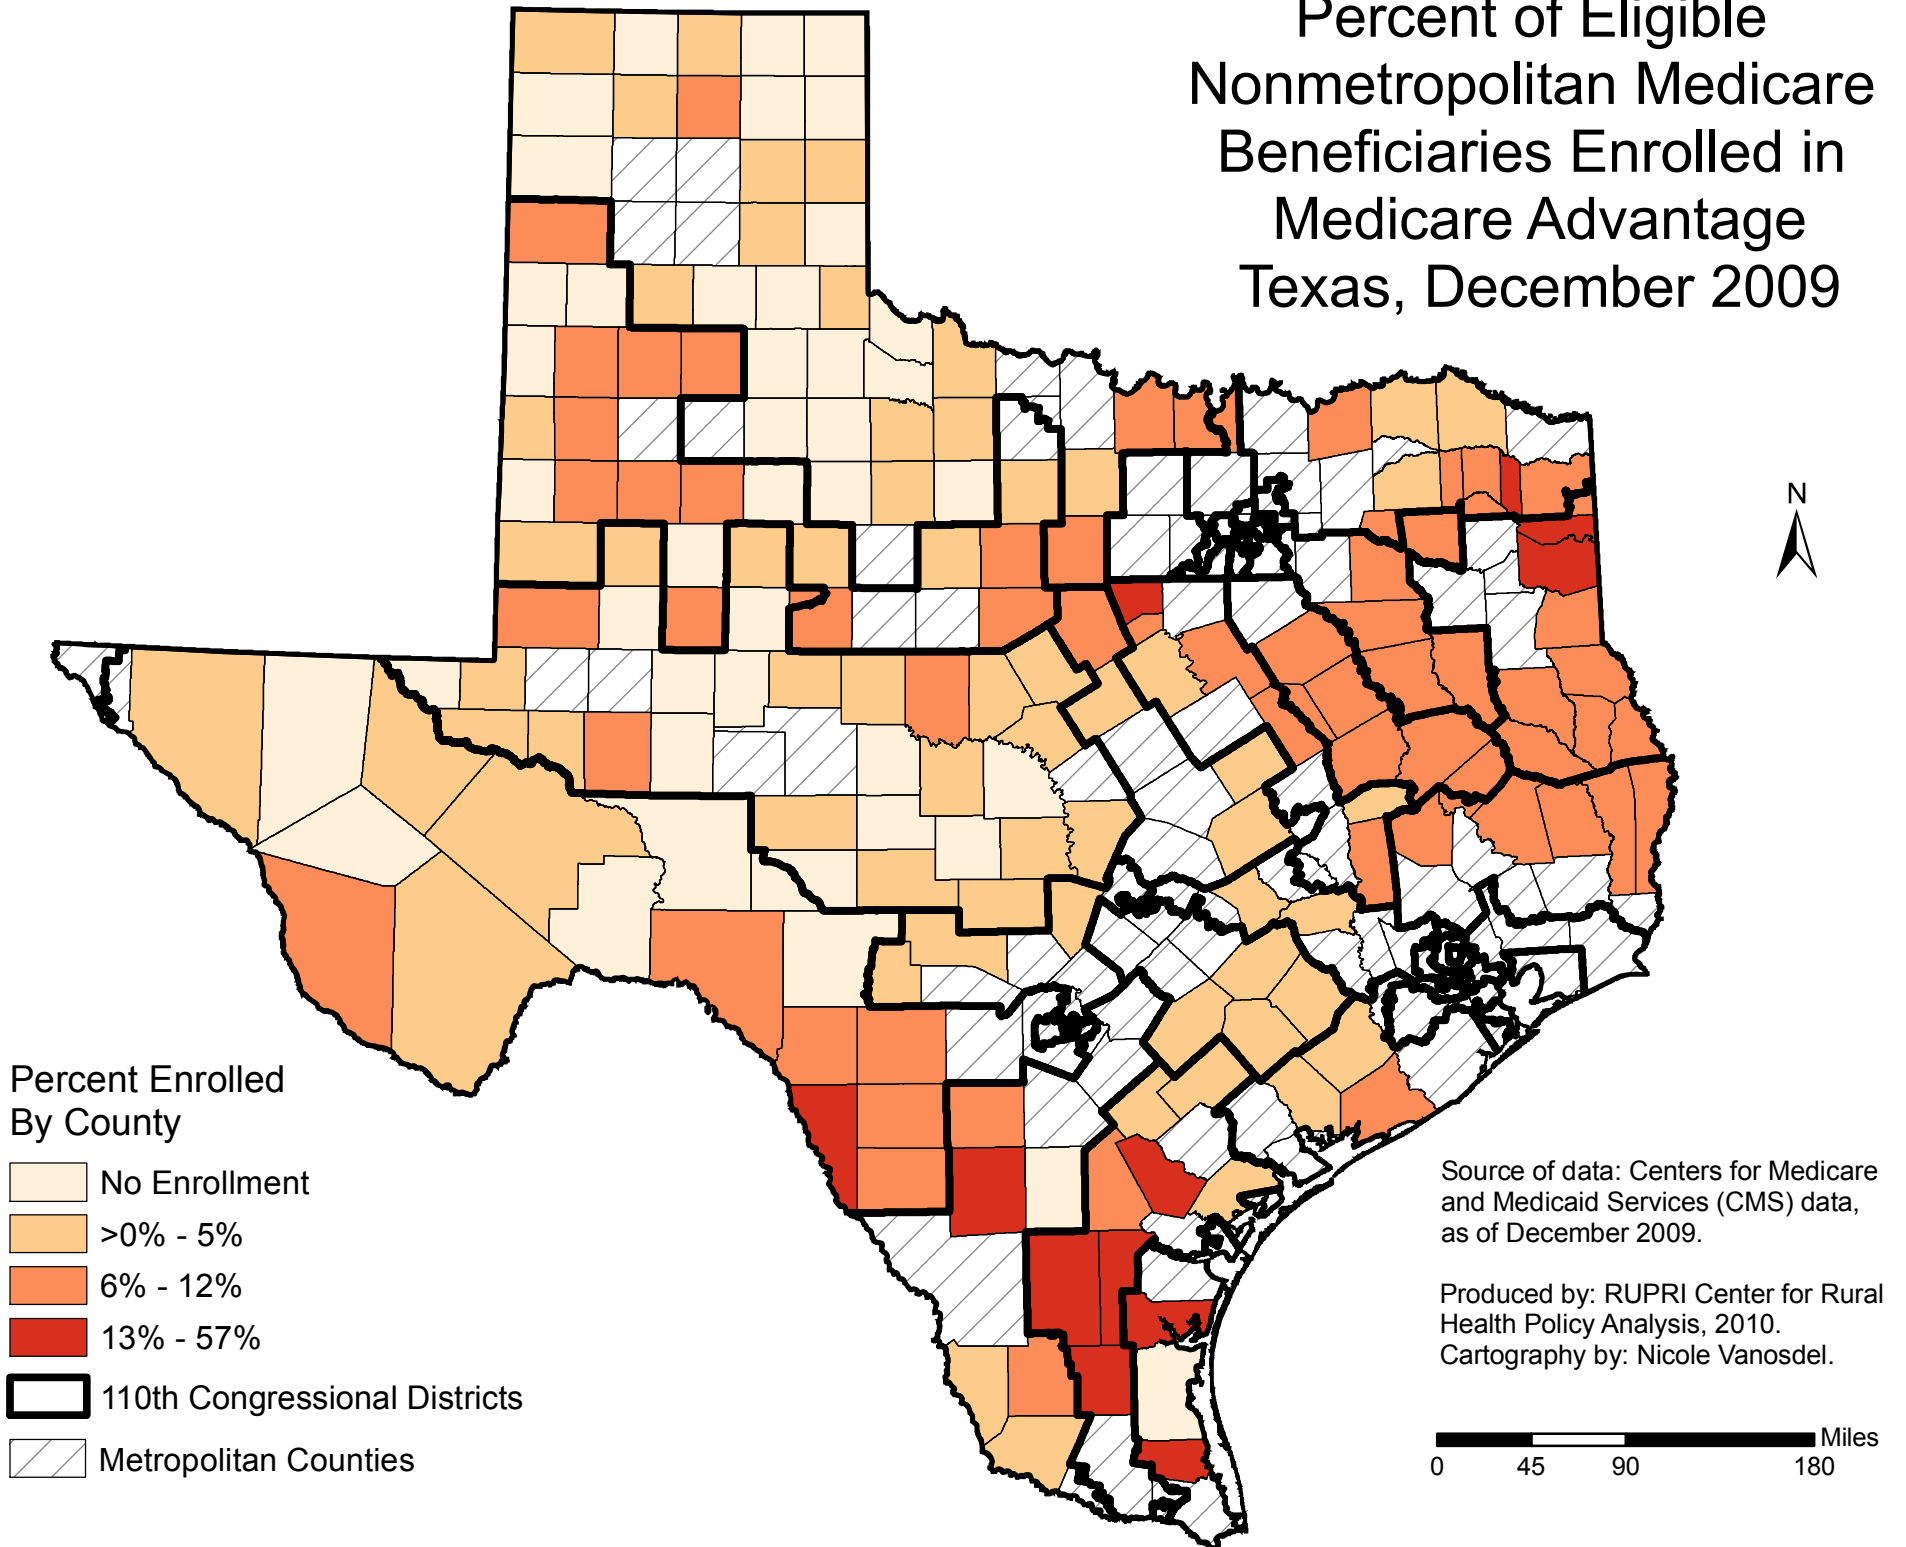 Percent of Eligible
Nonmetropolitan Medicare
Beneficiaries Enrolled in
Medicare Advantage
Texas, December 2009
N
Percent Enrolled
By County
No Enrollment
>0% - 5%
6% - 12%
13% - 57%
110th Congressional Districts
Metropolitan Counties
Source of data: Centers for Medicare
and Medicaid Services (CMS) data,
as of December 2009.
Produced by: RUPRI Center for Rural
Health Policy Analysis, 2010.
Cartography by: Nicole Vanosdel.
Miles
0 45 90 180